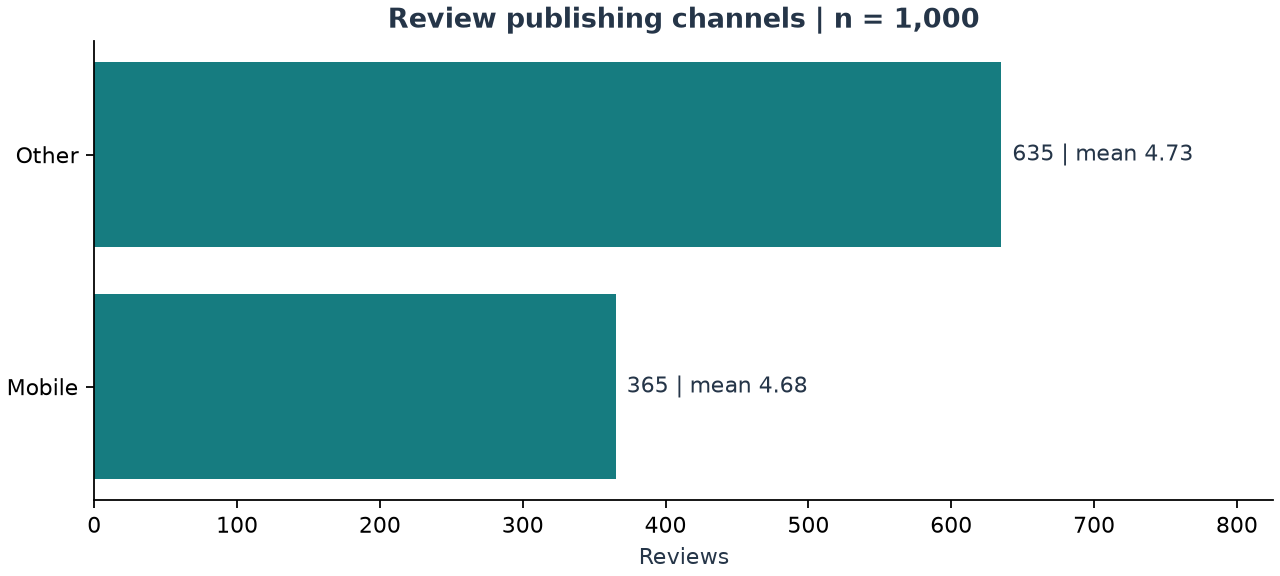 Review publishing channels | n = 1,000
Other
635 | mean 4.73
Mobile
365 | mean 4.68
0 100 200 300 400 500 600 700 800
Reviews